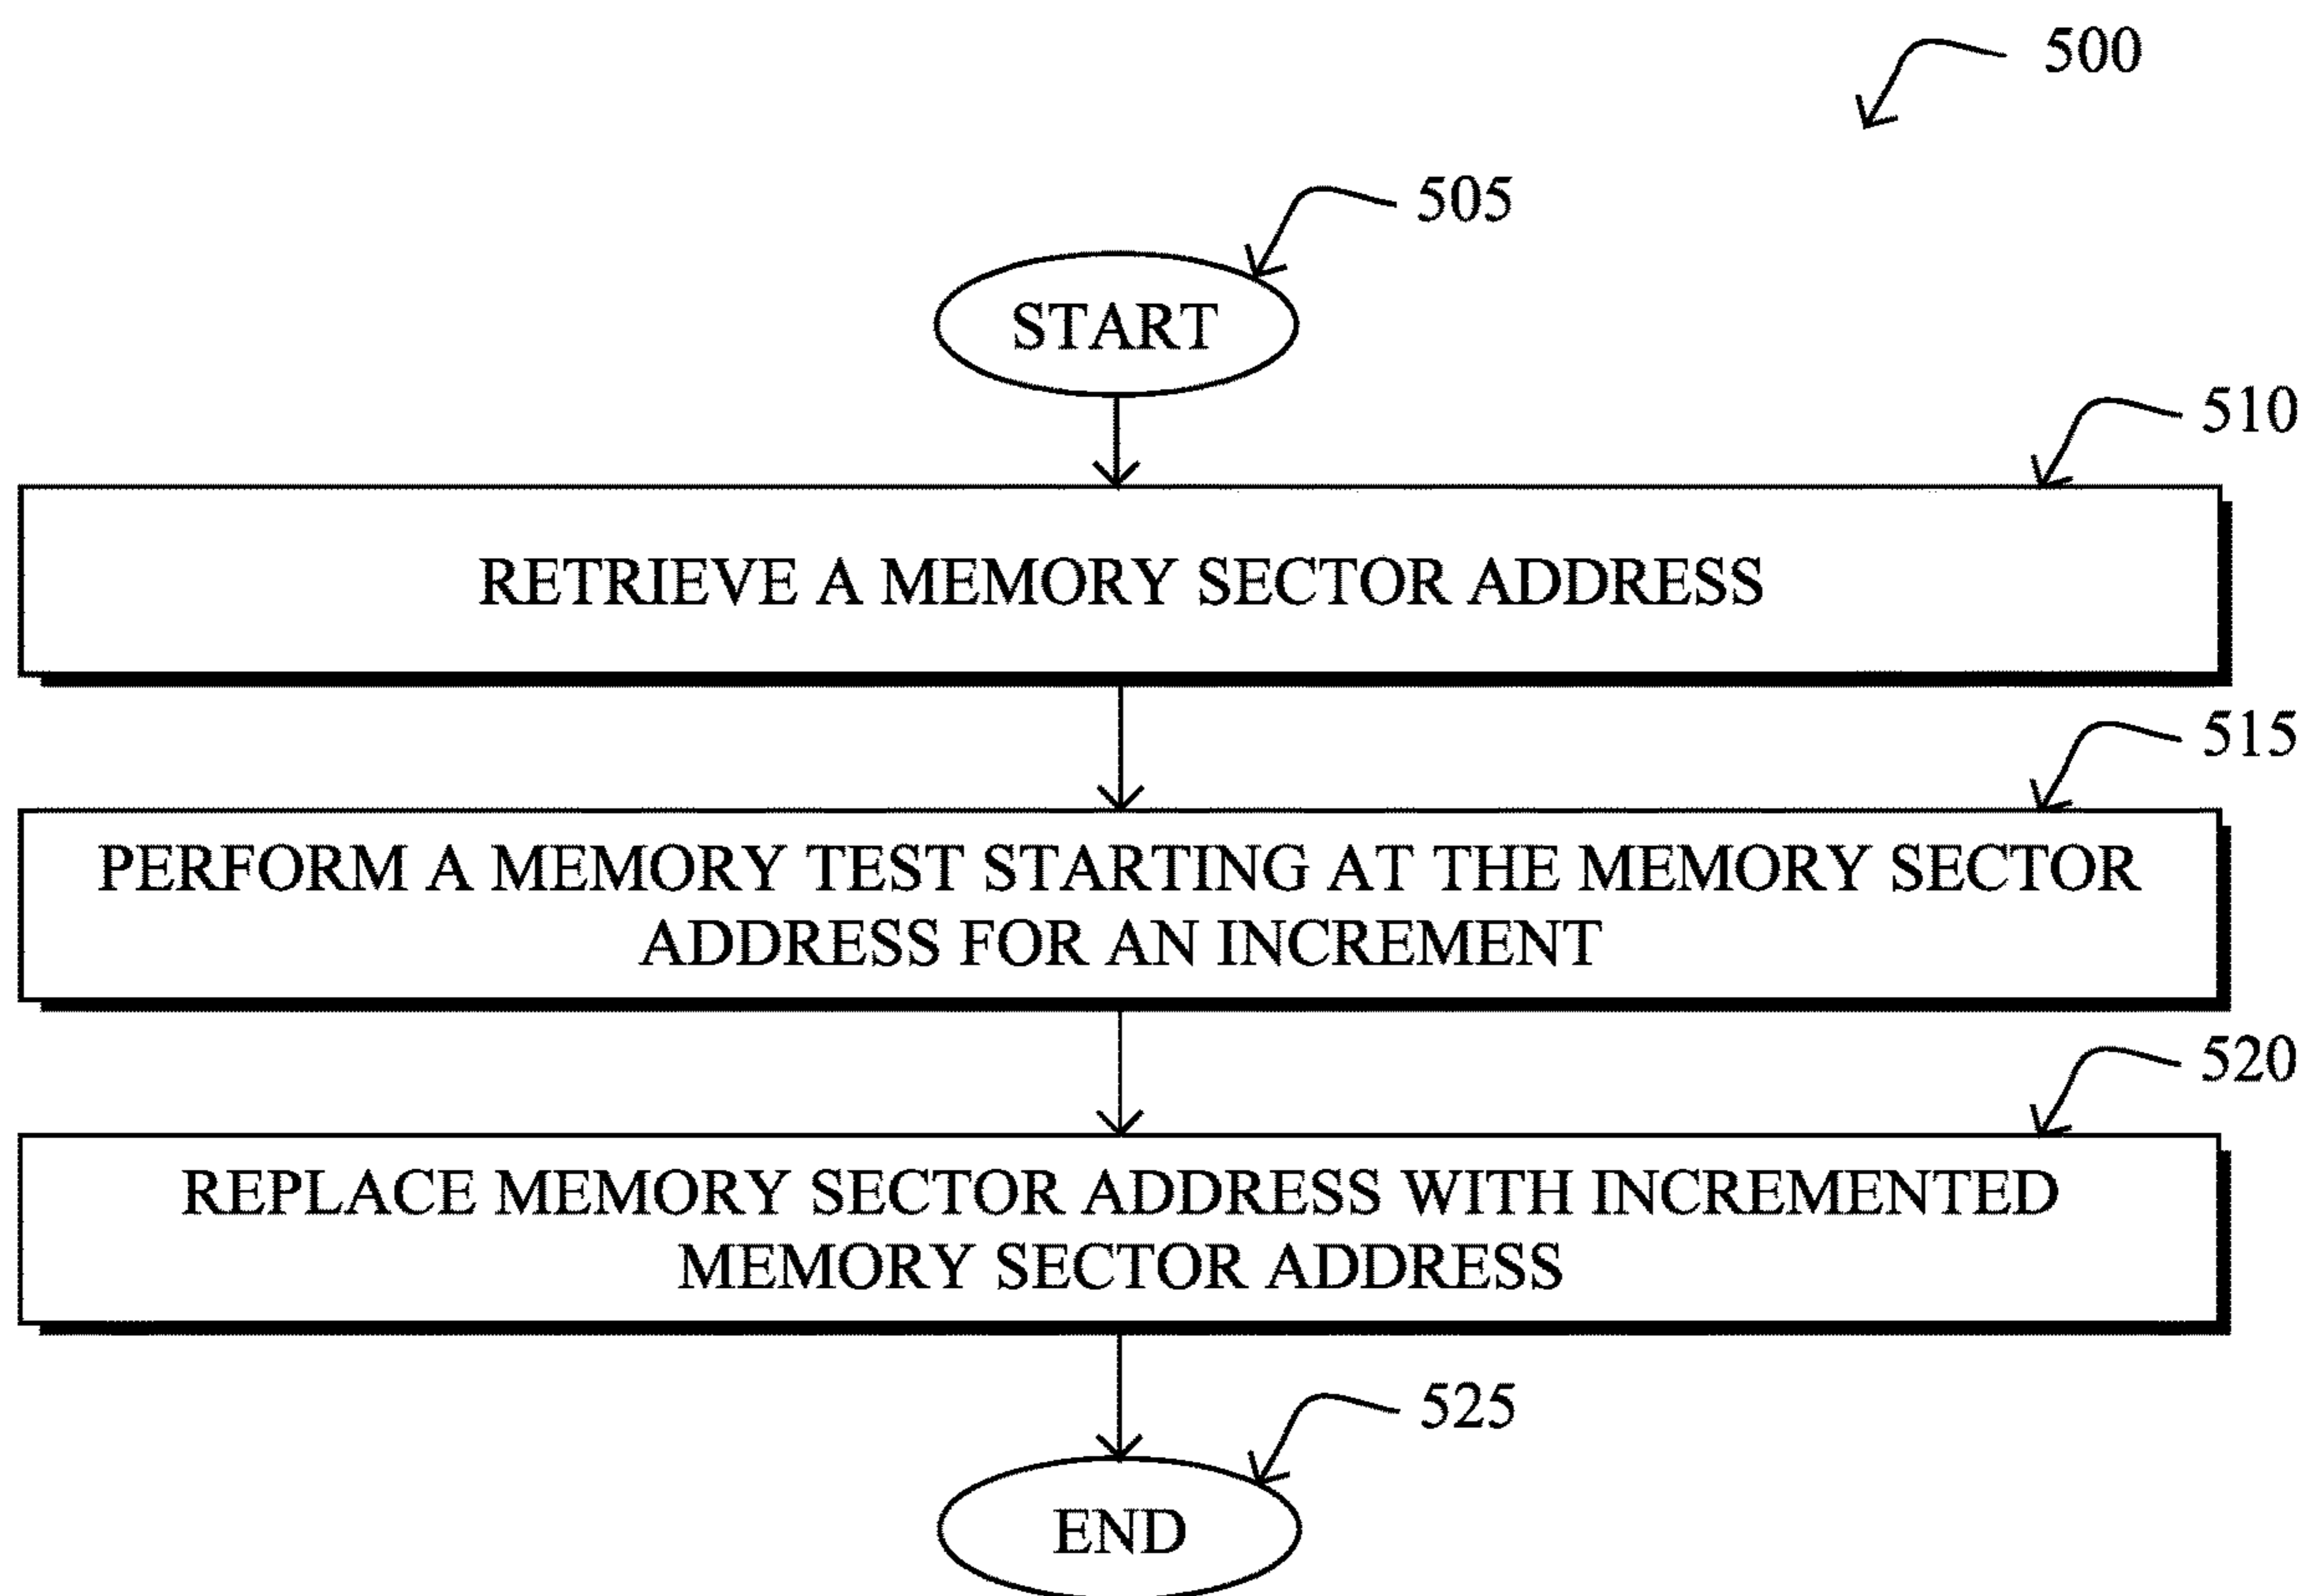 500
505
START
510
RETRIEVE A MEMORY SECTOR ADDRESS
515
PERFORM A MEMORY TEST STARTING AT THE MEMORY SECTOR
ADDRESS FOR AN INCREMENT
520
REPLACE MEMORY SECTOR ADDRESS WITH INCREMENTED
MEMORY SECTOR ADDRESS
525
END